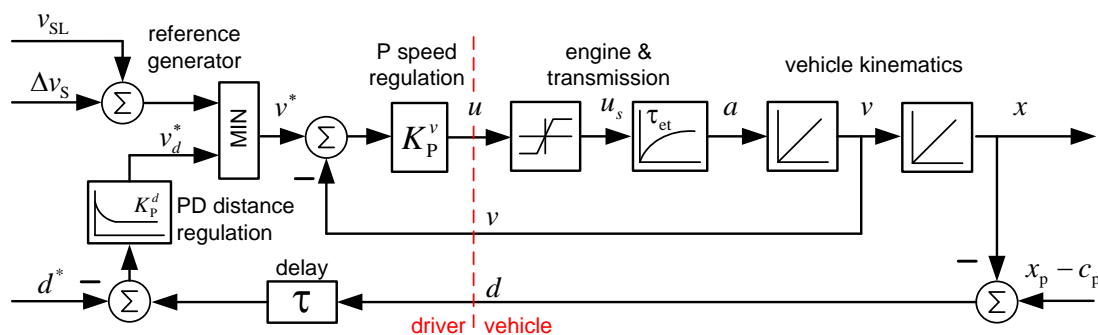 v_SL
reference
generator
P speed
regulation
engine &
transmission
vehicle kinematics
Δv_S
Σ
MIN
v*
Σ
K_P^v
u
u_s
τ_et
a
v
x
v_d^*
−
K_P^d
PD distance
regulation
v
d*
−
Σ
delay
τ
d
−
Σ
x_p − c_p
driver
vehicle